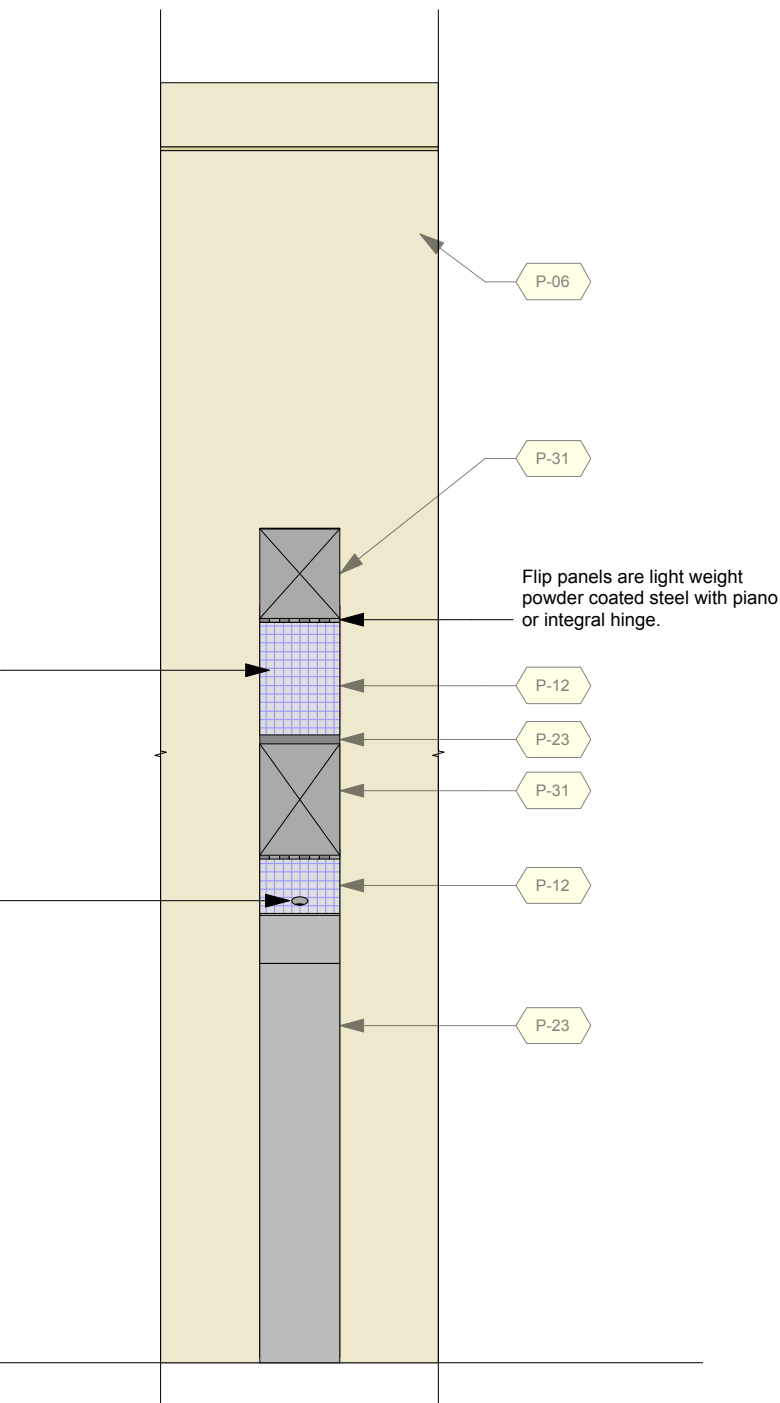 P-06
P-31
Flip panels are light weight
powder coated steel with piano
or integral hinge.
P-12
P-23
P-31
P-12
P-23